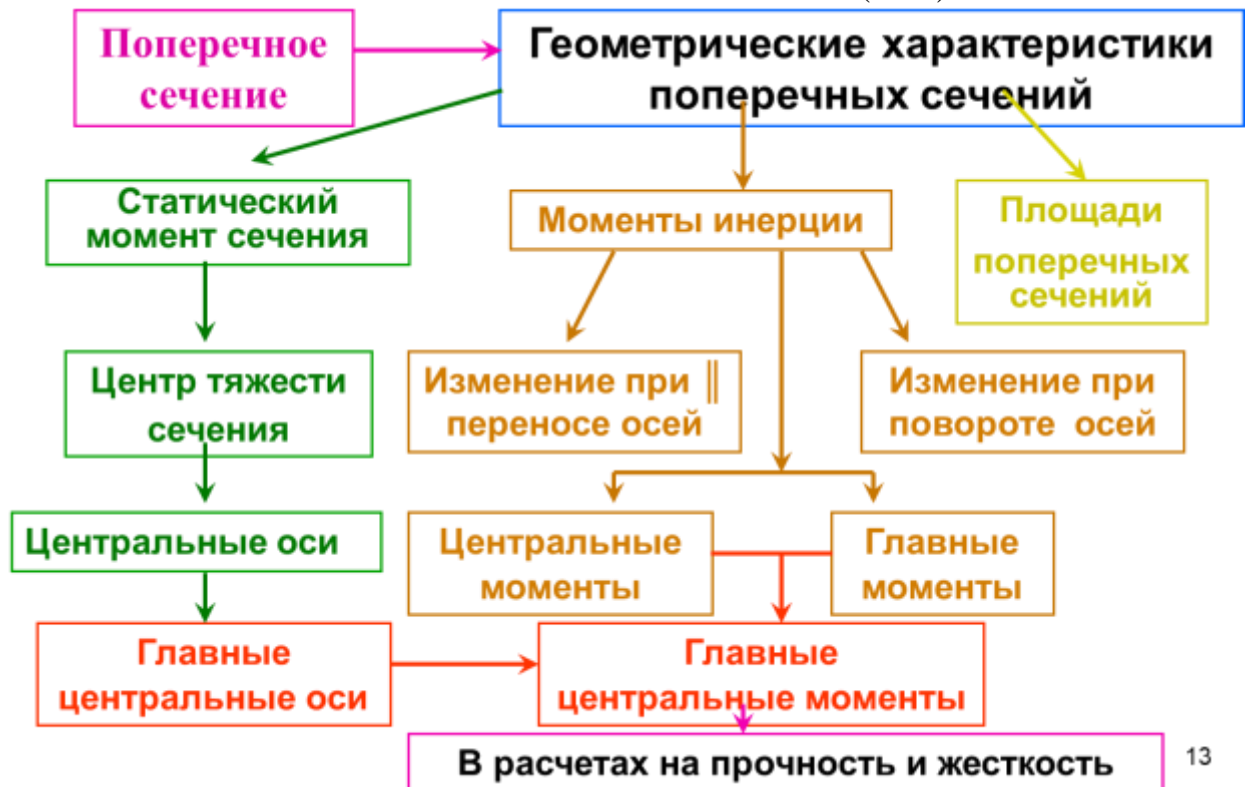 Поперечное
сечение
Геометрические характеристики
поперечных сечений
Статический
момент сечения
Моменты инерции
Площади
поперечных
сечений
Центр тяжести
сечения
Изменение при ||
переносе осей
Изменение при
повороте осей
Центральные оси
Центральные
моменты
Главные
моменты
Главные
центральные оси
Главные
центральные моменты
В расчетах на прочность и жесткость
13